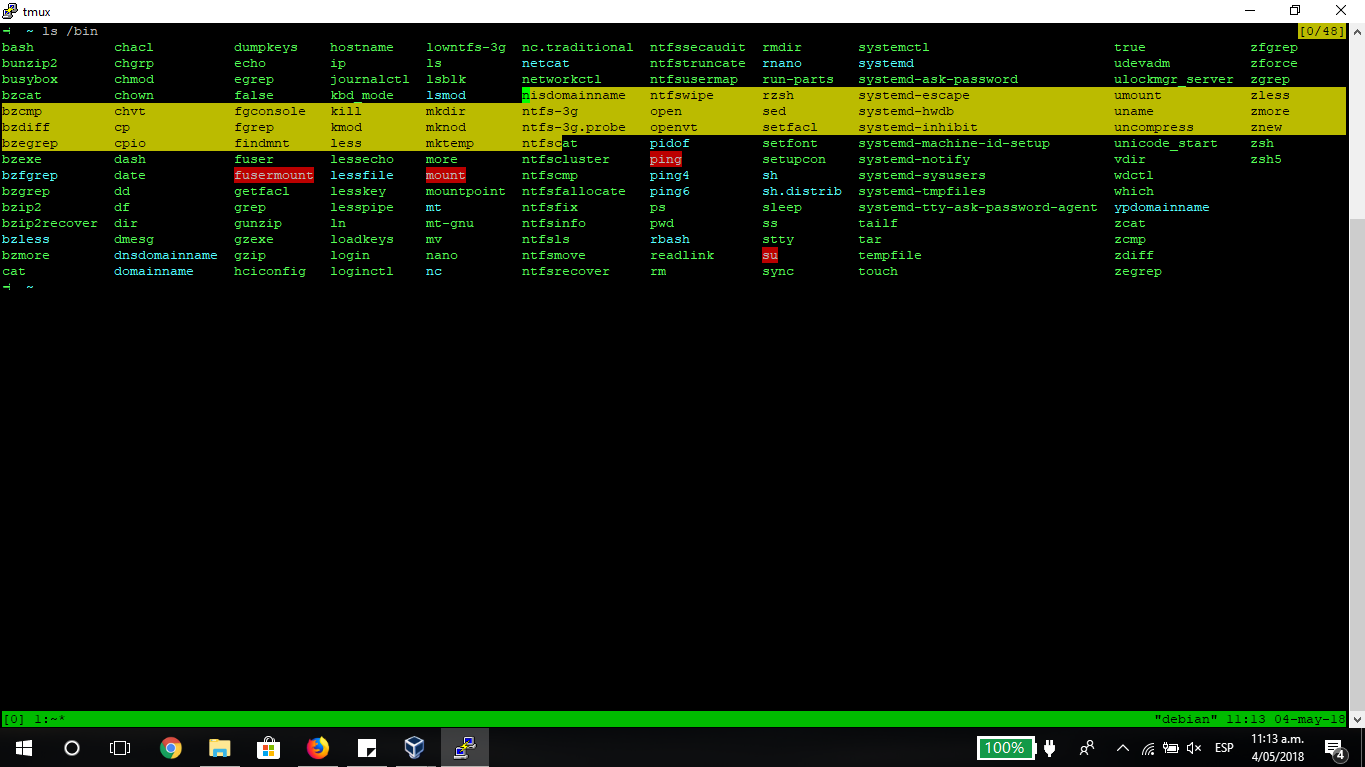 tmux
~ ls /bin [0/48]
bash chacl dumpkeys hostname lowntfs-3g nc.traditional ntfssecaudit rmdir systemctl true zfgrep
bunzip2 chgrp echo ip ls netcat ntfstruncate rnano systemd udevadm zforce
busybox chmod egrep journalctl lsblk networkctl ntfsusermap run-parts systemd-ask-password ulockmgr_server zgrep
bzcat chown false kbd_mode lsmod nisdomainname ntfswipe rzsh systemd-escape umount zless
bzcmp chvt fgconsole kill mkdir ntfs-3g open sed systemd-hwdb uname zmore
bzdiff cp fgrep kmod mknod ntfs-3g.probe openvt setfacl systemd-inhibit uncompress znew
bzegrep cpio findmnt less mktemp ntfscat pidof setfont systemd-machine-id-setup unicode_start zsh
bzexe dash fuser lessecho more ntfscluster ping setupcon systemd-notify vdir zsh5
bzfgrep date fusermount lessfile mount ntfscmp ping4 sh systemd-sysusers wdctl
bzgrep dd getfacl lesskey mountpoint ntfsfallocate ping6 sh.distrib systemd-tmpfiles which
bzip2 df grep lesspipe mt ntfsfix ps sleep systemd-tty-ask-password-agent ypdomainname
bzip2recover dir gunzip ln mt-gnu ntfsinfo pwd ss tailf zcat
bzless dmesg gzexe loadkeys mv ntfsls rbash stty tar zcmp
bzmore dnsdomainname gzip login nano ntfsmove readlink su tempfile zdiff
cat domainname hciconfig loginctl nc ntfsrecover rm sync touch zegrep
~
[0] 1:~* "debian" 11:13 04-may-18
100% ESP 11:13 a.m.
4/05/2018 4